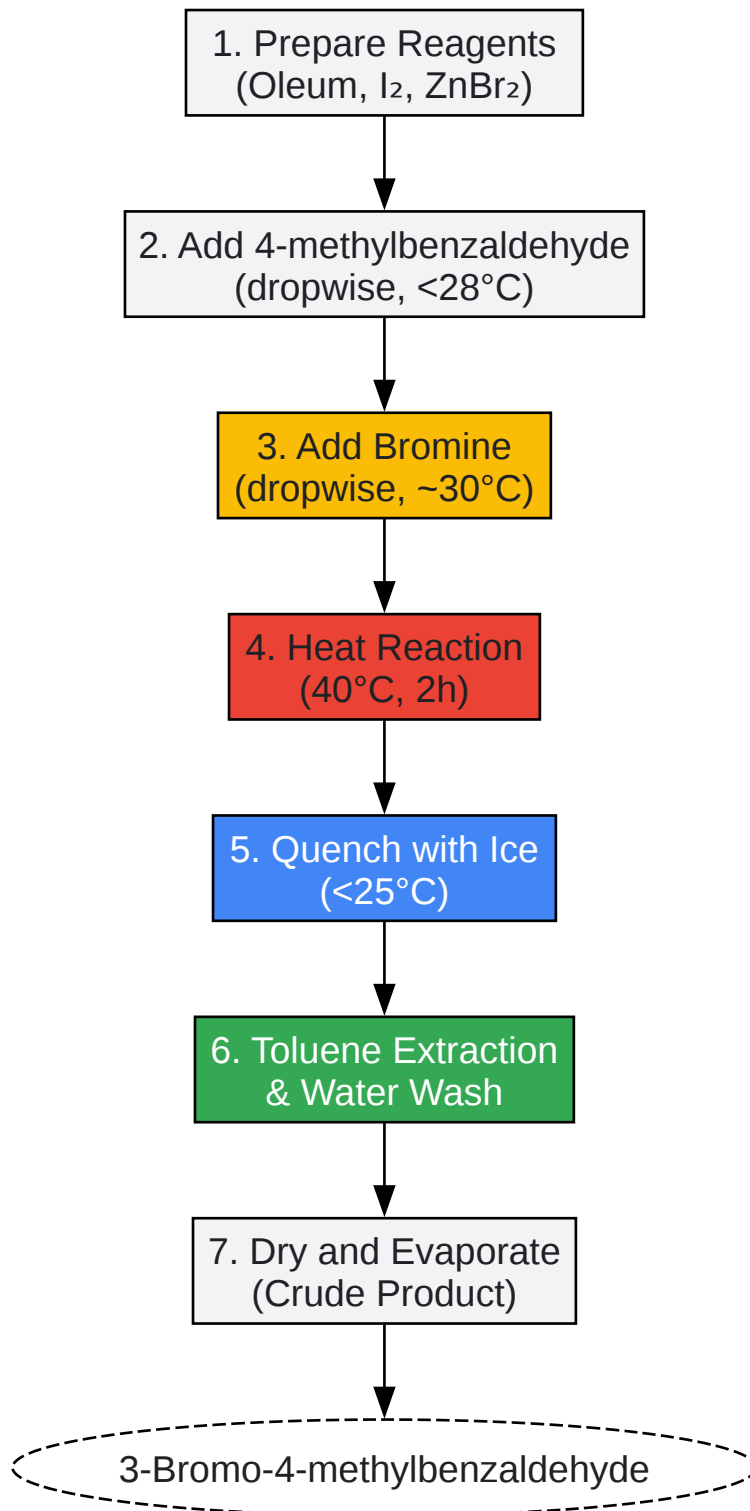 1. Prepare Reagents
(Oleum, I₂, ZnBr₂)
2. Add 4-methylbenzaldehyde
(dropwise, <28°C)
3. Add Bromine
(dropwise, ~30°C)
4. Heat Reaction
(40°C, 2h)
5. Quench with Ice
(<25°C)
6. Toluene Extraction
& Water Wash
7. Dry and Evaporate
(Crude Product)
3-Bromo-4-methylbenzaldehyde